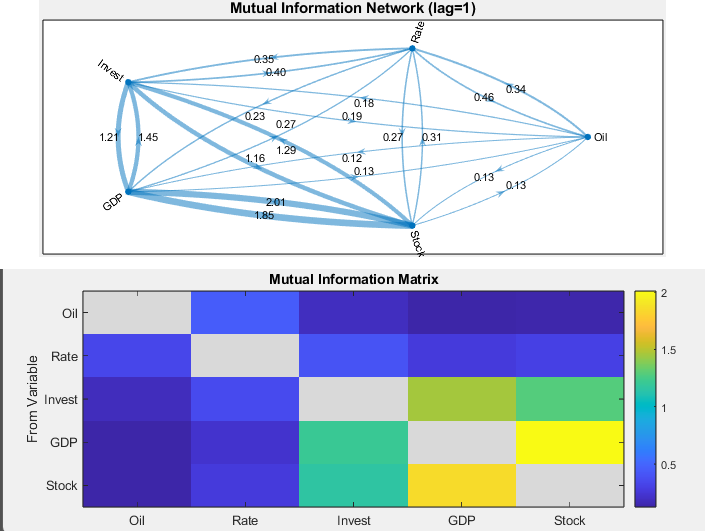 Mutual Information Network (lag=1)
Rate
0.35
0.40
Invest
0.34
0.46
0.18
0.19
0.23
0.27
1.21
1.45
0.27
0.31
Oil
1.29
1.16
0.12
0.13
0.13
0.13
GDP
2.01
1.85
Stock
Mutual Information Matrix
From Variable
Oil
Rate
Invest
GDP
Stock
Oil Rate Invest GDP Stock
2
1.5
1
0.5